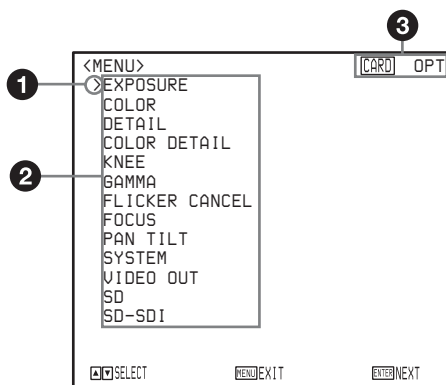 3
<MENU> CARD OPT
1 >EXPOSURE
COLOR
DETAIL
COLOR DETAIL
2 KNEE
GAMMA
FLICKER CANCEL
FOCUS
PAN TILT
SYSTEM
VIDEO OUT
SD
SD-SDI
▲▼SELECT MENU EXIT ENTER NEXT